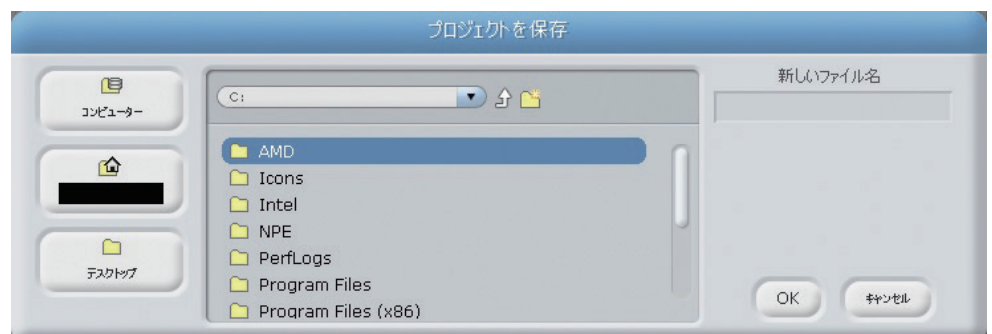 プロジェクトを保存
コンピューター
デスクトップ
C:
AMD
Icons
Intel
NPE
PerfLogs
Program Files
Program Files (x86)
新しいファイル名
OK
キャンセル